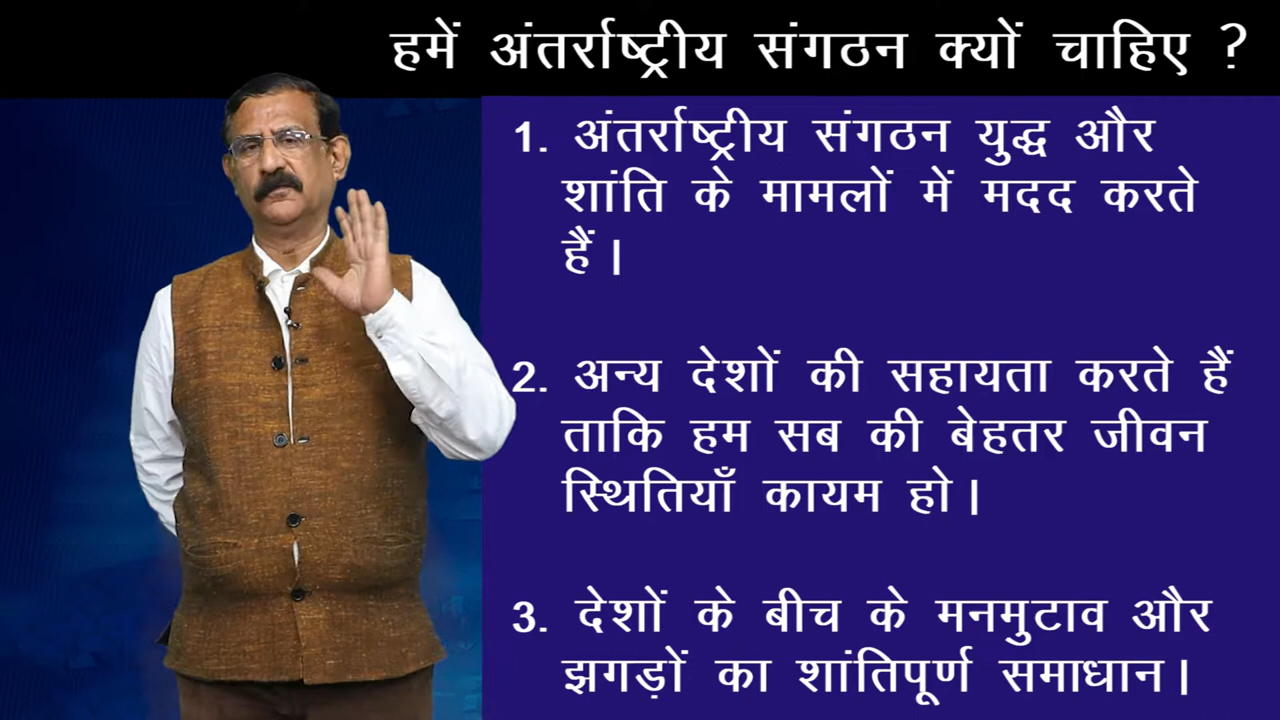 हमें अंतर्राष्ट्रीय संगठन क्यों चाहिए ?
1. अंतर्राष्ट्रीय संगठन युद्ध और
शांति के मामलों में मदद करते
हैं।
2. अन्य देशों की सहायता करते हैं
ताकि हम सब की बेहतर जीवन
स्थितियाँ कायम हो।
3. देशों के बीच के मनमुटाव और
झगड़ों का शांतिपूर्ण समाधान।